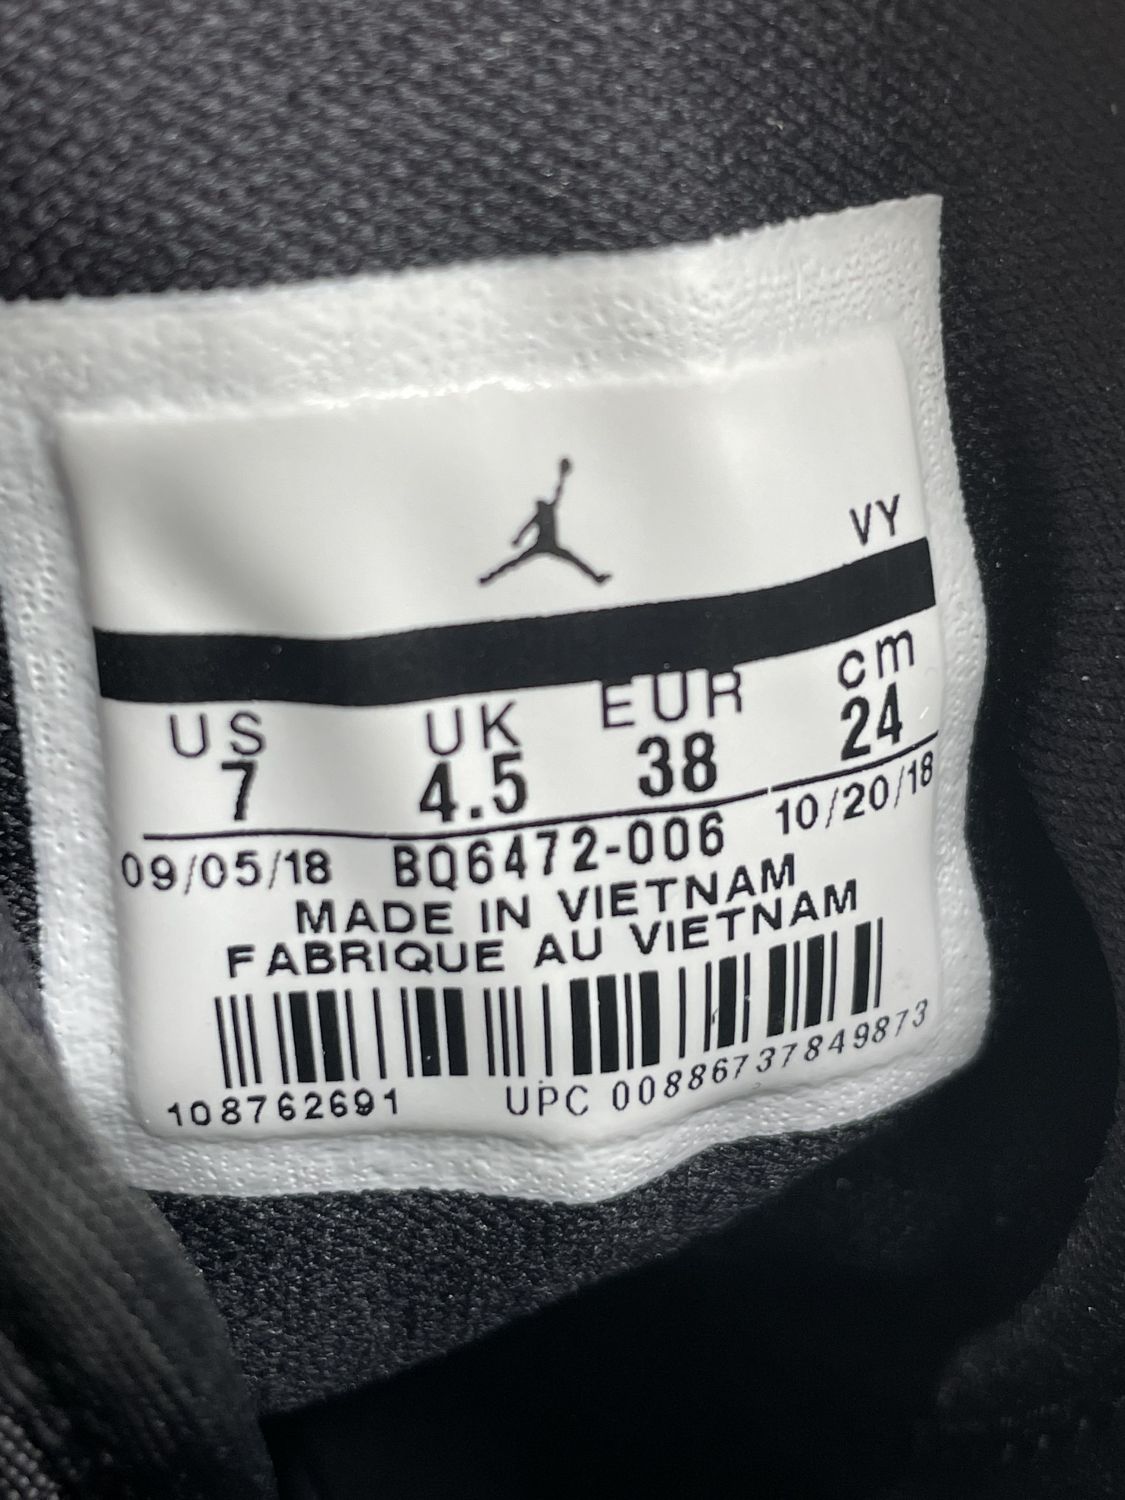 VY
US UK EUR cm
7 4.5 38 24
09/05/18 BQ6472-006 10/20/18
MADE IN VIETNAM
FABRIQUE AU VIETNAM
108762691 UPC 00886737849873